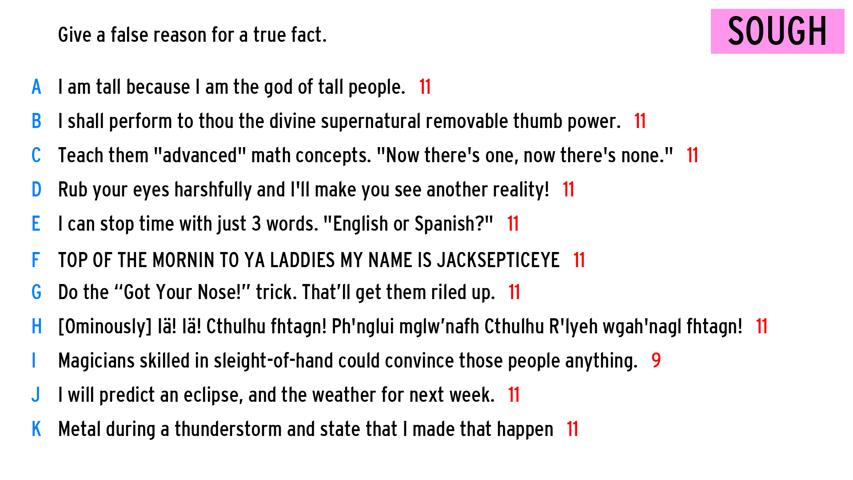 Give a false reason for a true fact.
SOUGH
A I am tall because I am the god of tall people. 11
B I shall perform to thou the divine supernatural removable thumb power. 11
C Teach them "advanced" math concepts. "Now there's one, now there's none." 11
D Rub your eyes harshfully and I'll make you see another reality! 11
E I can stop time with just 3 words. "English or Spanish?" 11
F TOP OF THE MORNIN TO YA LADDIES MY NAME IS JACKSEPTICEYE 11
G Do the “Got Your Nose!” trick. That’ll get them riled up. 11
H [Ominously] Iä! Iä! Cthulhu fhtagn! Ph'nglui mglw’nafh Cthulhu R'lyeh wgah'nagl fhtagn! 11
I Magicians skilled in sleight-of-hand could convince those people anything. 9
J I will predict an eclipse, and the weather for next week. 11
K Metal during a thunderstorm and state that I made that happen 11